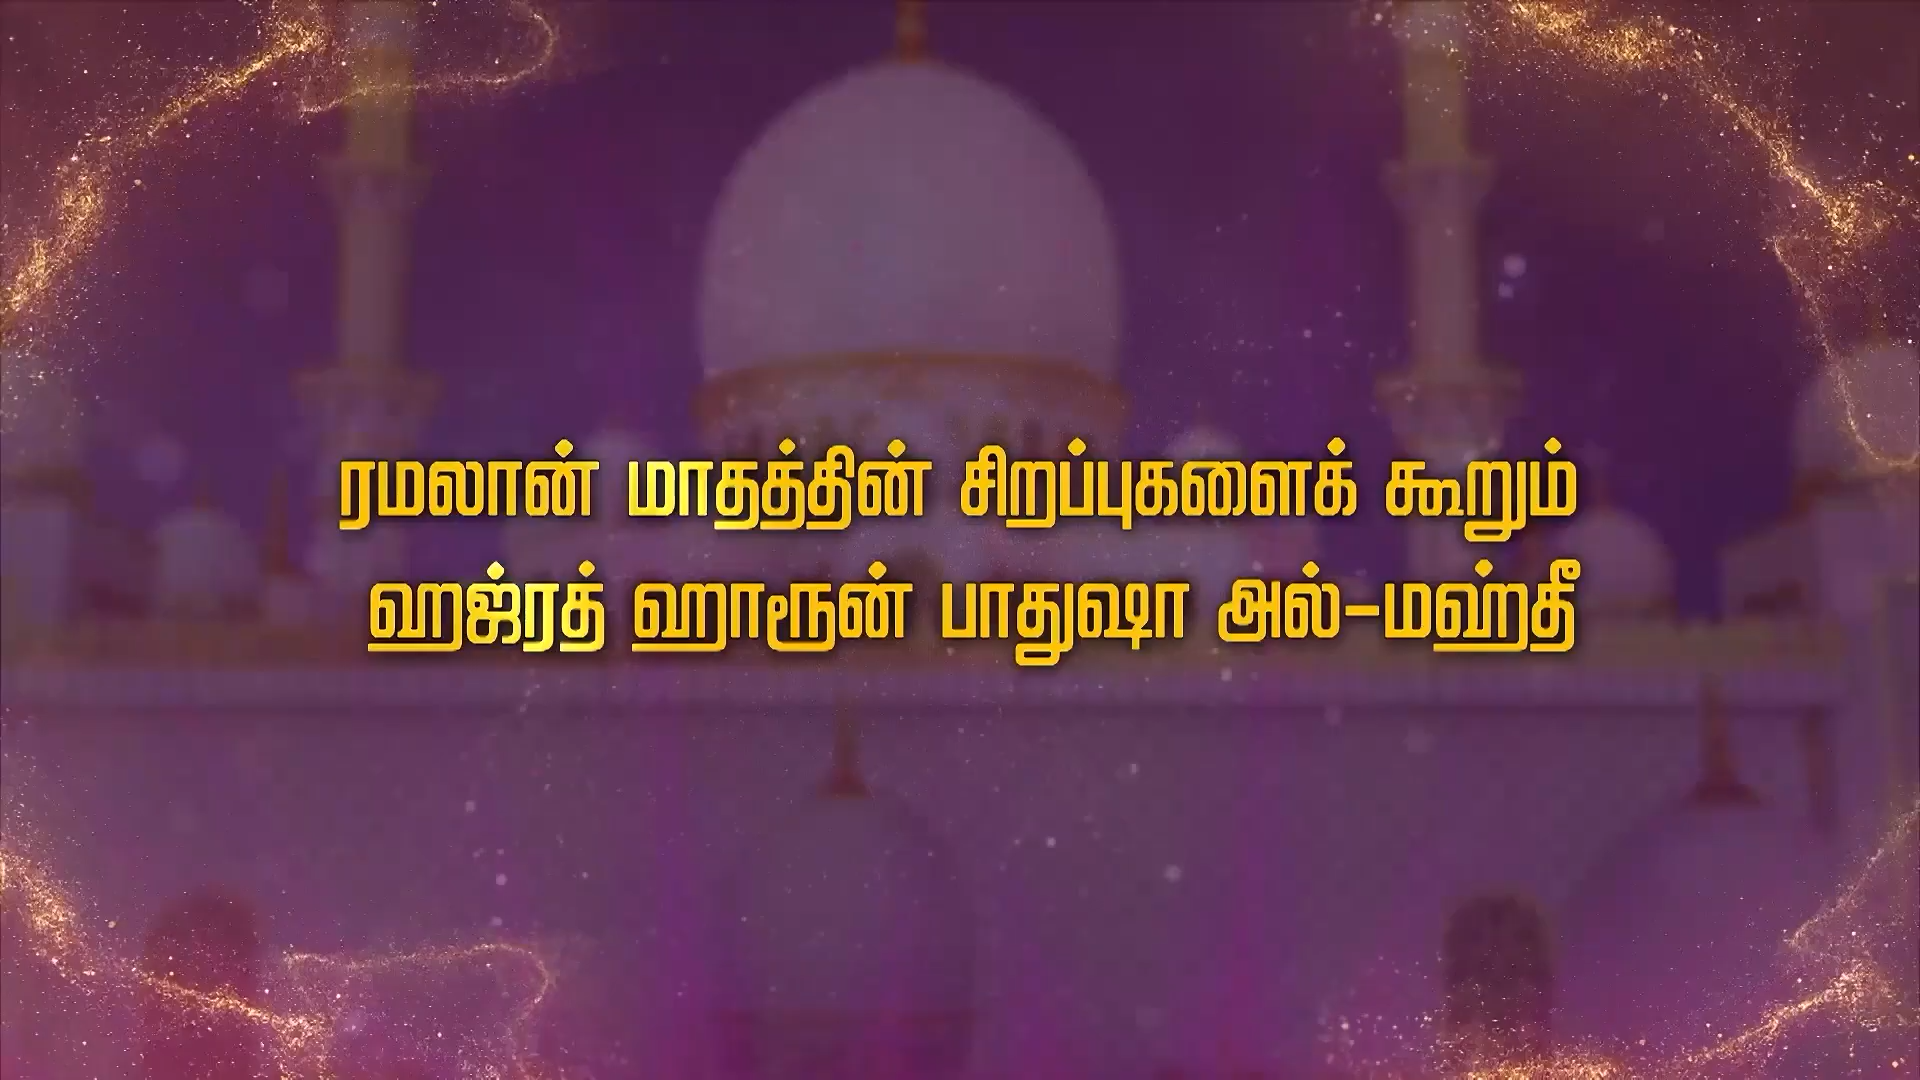 ரமலான் மாதத்தின் சிறப்புகளைக் கூறும்
ஹஜ்ரத் ஹாரூன் பாதுஷா அல்-மஹ்தீ